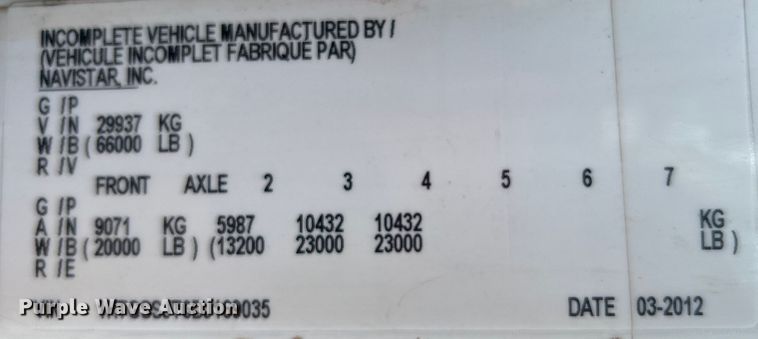 INCOMPLETE VEHICLE MANUFACTURED BY /
(VEHICULE INCOMPLET FABRIQUE PAR)
NAVISTAR, INC.
G /P
V /N 29937 KG
W /B ( 66000 LB )
R /V
FRONT AXLE 2 3 4 5 6 7
G /P
A /N 9071 KG 5987 10432 10432 KG
W /B ( 20000 LB ) (13200 23000 23000 LB )
R /E
Purple Wave Auction
DATE 03-2012